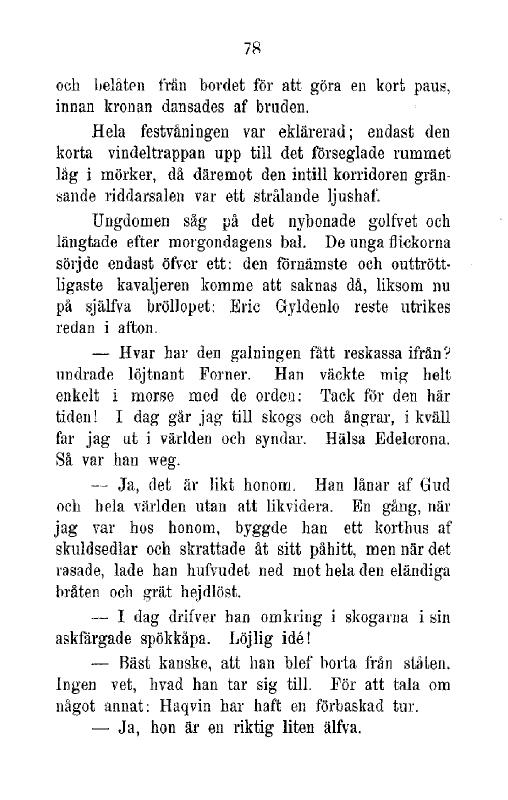 78
och belåten från bordet för att göra en kort paus,
innan kronan dansades af bruden.
Hela festvåningen var eklärerad; endast den
korta vindeltrappan upp till det förseglade rummet
låg i mörker, då däremot den intill korridoren grän-
sande riddarsalen var ett strålande ljushaf.
Ungdomen såg på det nybonade golfvet och
längtade efter morgondagens bal. De unga flickorna
sörjde endast öfver ett: den förnämste och outtrött-
ligaste kavaljeren komme att saknas då, liksom nu
på själfva bröllopet: Eric Gyldenlo reste utrikes
redan i afton.
— Hvar har den galningen fått reskassa ifrån?
undrade löjtnant Forner. Han väckte mig helt
enkelt i morse med de orden: Tack för den här
tiden! I dag går jag till skogs och ångrar, i kväll
far jag ut i världen och syndar. Hälsa Edelcrona.
Så var han weg.
— Ja, det är likt honom. Han lånar af Gud
och hela världen utan att likvidera. En gång, när
jag var hos honom, byggde han ett korthus af
skuldsedlar och skrattade åt sitt påhitt, men när det
rasade, lade han hufvudet ned mot hela den eländiga
bråten och grät hejdlöst.
— I dag drifver han omkring i skogarna i sin
askfärgade spökkåpa. Löjlig idé!
— Bäst kanske, att han blef borta från ståten.
Ingen vet, hvad han tar sig till. För att tala om
något annat: Haqvin har haft en förbaskad tur.
— Ja, hon är en riktig liten älfva.